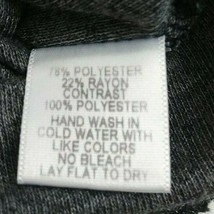 78% POLYESTER
22% RAYON
CONTRAST
100% POLYESTER
HAND WASH IN
COLD WATER WITH
LIKE COLORS
NO BLEACH
LAY FLAT TO DRY